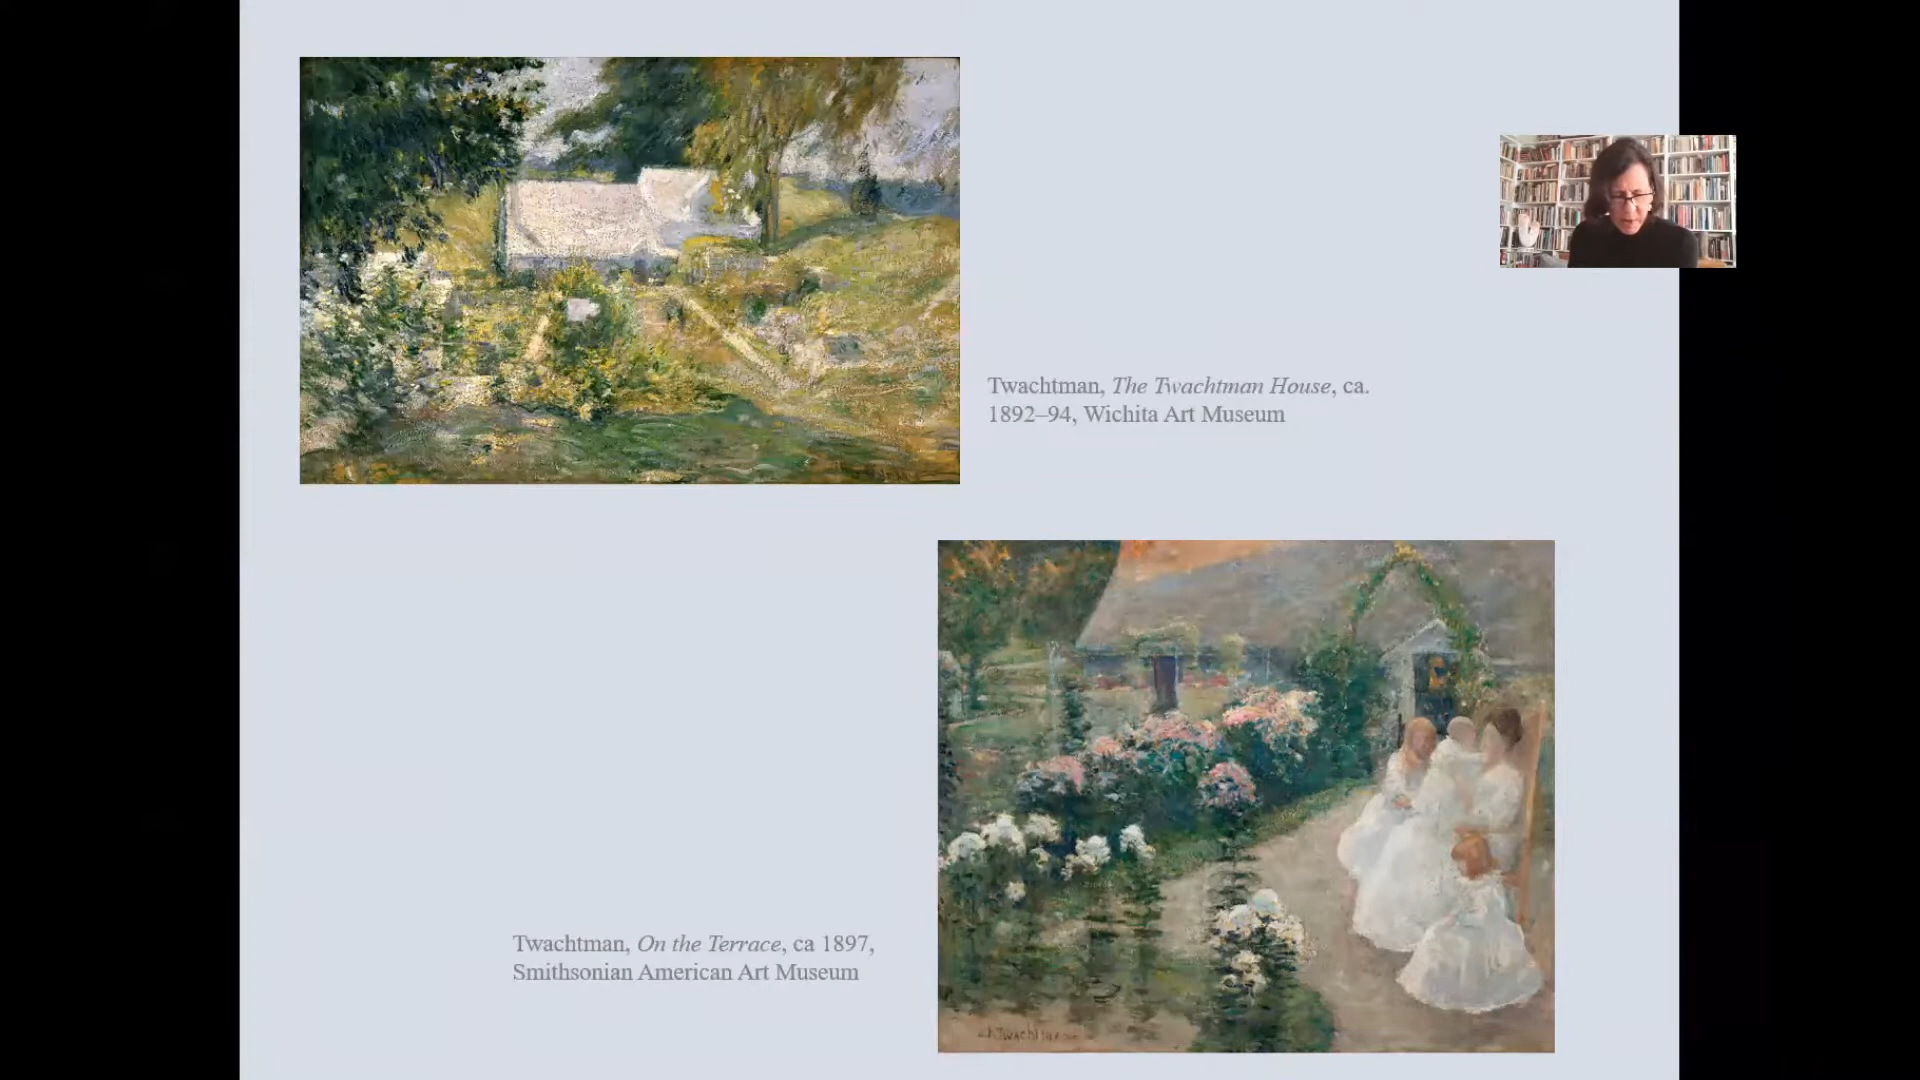 Twachtman, The Twachtman House, ca.
1892–94, Wichita Art Museum
Twachtman, On the Terrace, ca 1897,
Smithsonian American Art Museum